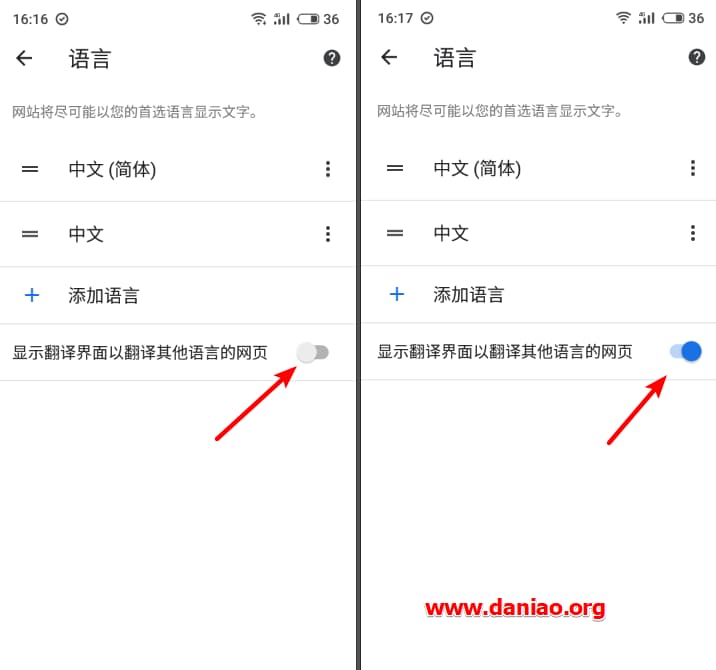 16:16
36
语言
网站将尽可能以您的首选语言显示文字。
中文 (简体)
中文
添加语言
显示翻译界面以翻译其他语言的网页
16:17
36
语言
网站将尽可能以您的首选语言显示文字。
中文 (简体)
中文
添加语言
显示翻译界面以翻译其他语言的网页
www.daniao.org